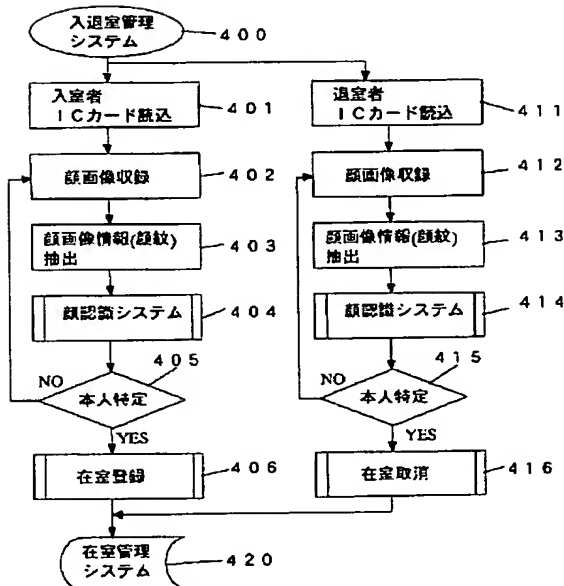 入退室管理
システム
400
入室者
ICカード読込
401
顔画像収録
402
顔画像情報(顔紋)
抽出
403
顔認識システム
404
405
NO
本人特定
YES
在室登録
406
退室者
ICカード読込
411
顔画像収録
412
顔画像情報(顔紋)
抽出
413
顔認識システム
414
415
NO
本人特定
YES
在室取消
416
在室管理
システム
420